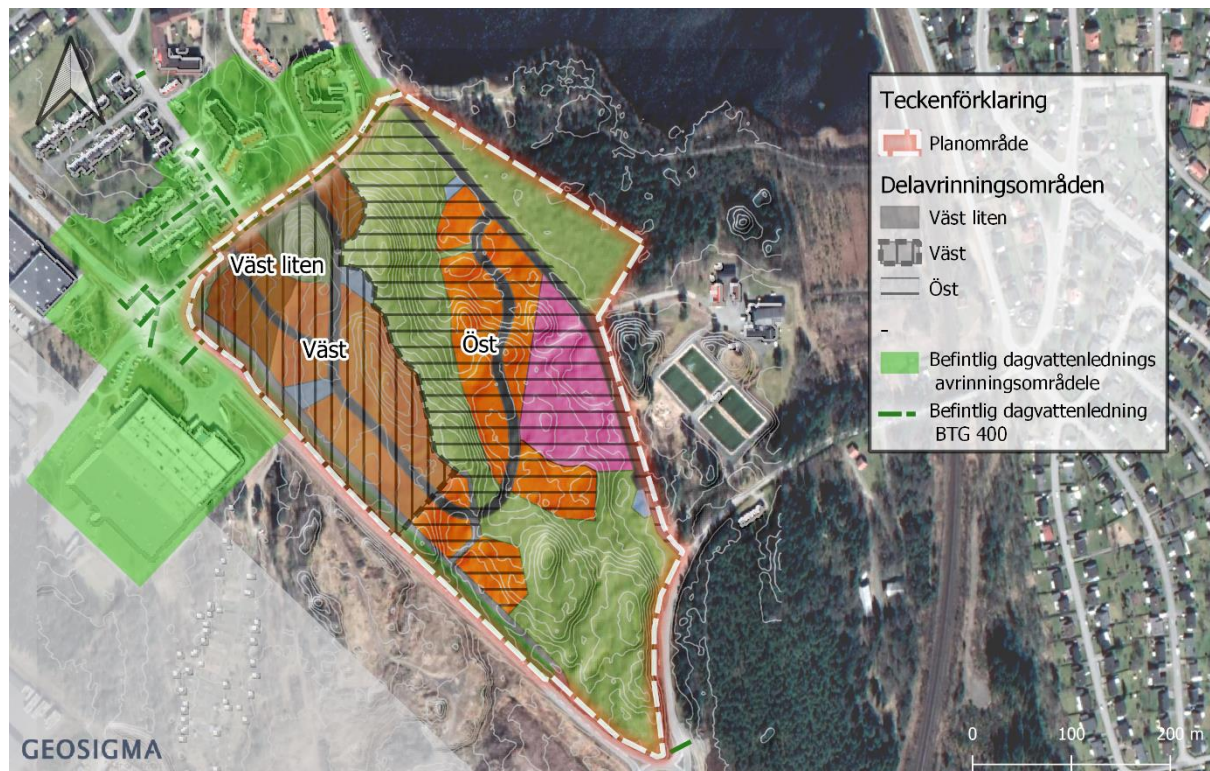 Teckenförklaring
Planområde
Delavrinningsområden
Väst liten
Väst
Öst
-
Befintlig dagvattenlednings
avrinningsområdele
Befintlig dagvattenledning
BTG 400
Väst liten
Väst
Öst
GEOSIGMA
0 100 200 m